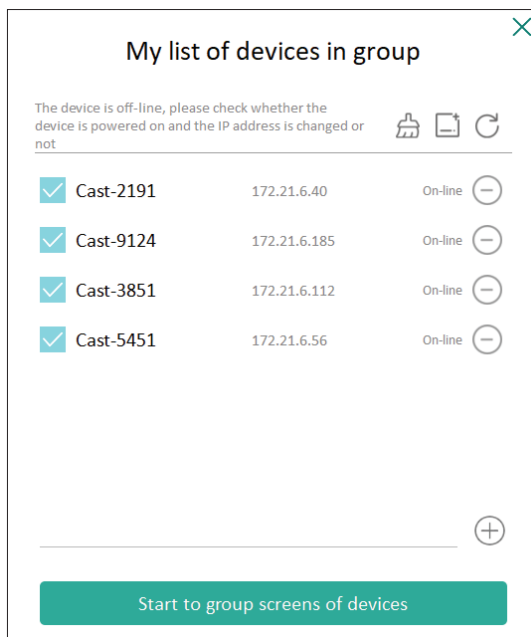 My list of devices in group
The device is off-line, please check whether the
device is powered on and the IP address is changed or
not
Cast-2191 172.21.6.40 On-line
Cast-9124 172.21.6.185 On-line
Cast-3851 172.21.6.112 On-line
Cast-5451 172.21.6.56 On-line
Start to group screens of devices